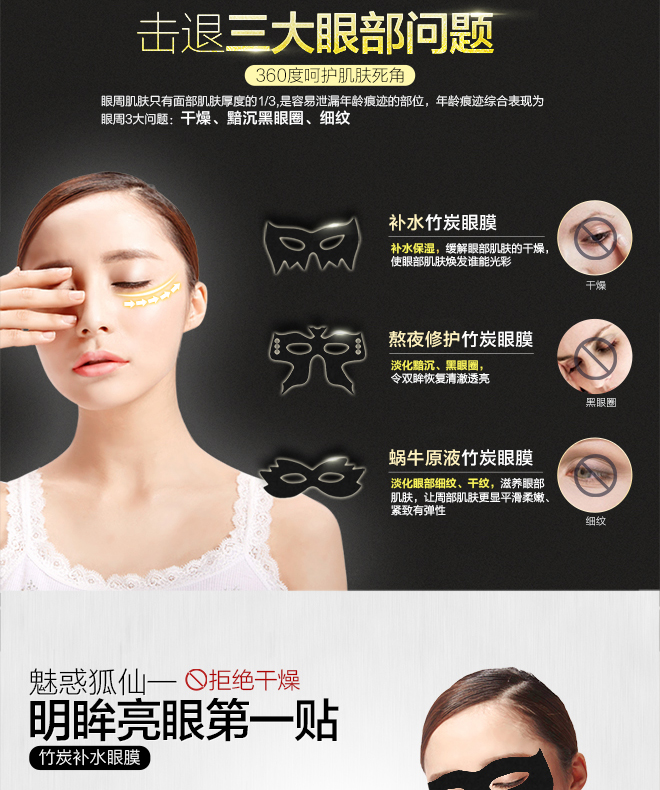 击退三大眼部问题
360度呵护肌肤死角
眼周肌肤只有面部肌肤厚度的1/3,是容易泄漏年龄痕迹的部位，年龄痕迹综合表现为
眼周3大问题：干燥、黯沉黑眼圈、细纹
补水竹炭眼膜
补水保湿，缓解眼部肌肤的干燥，
使眼部肌肤焕发谁能光彩
干燥
熬夜修护竹炭眼膜
淡化黯沉、黑眼圈，
令双眸恢复清澈透亮
黑眼圈
蜗牛原液竹炭眼膜
淡化眼部细纹、干纹，滋养眼部
肌肤，让周部肌肤更显平滑柔嫩、
紧致有弹性
细纹
魅惑狐仙— 拒绝干燥
明眸亮眼第一贴
竹炭补水眼膜